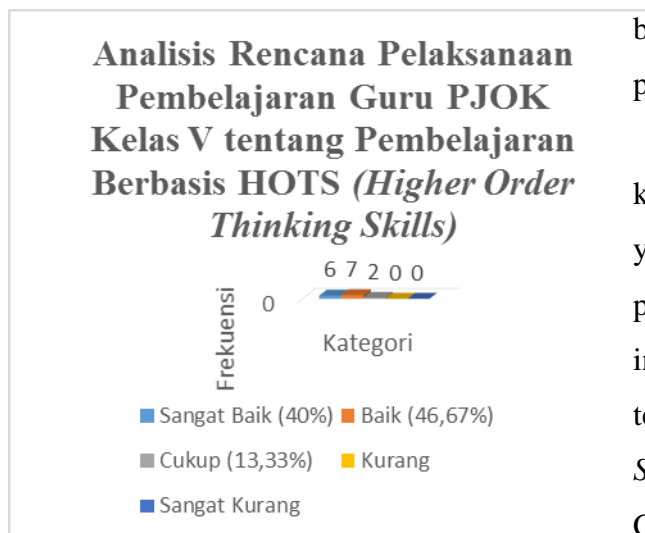 Analisis Rencana Pelaksanaan
Pembelajaran Guru PJOK
Kelas V tentang Pembelajaran
Berbasis HOTS (Higher Order
Thinking Skills)
6 7 2 0 0
0
Frekuensi
Kategori
Sangat Baik (40%) Baik (46,67%)
Cukup (13,33%) Kurang
Sangat Kurang